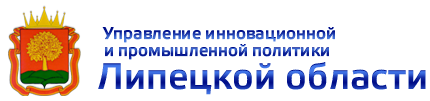 Управление инновационной
и промышленной политики
Липецкой области